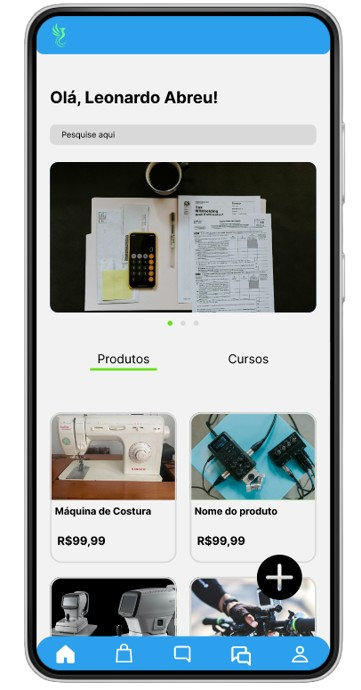 Olá, Leonardo Abreu!
Pesquise aqui
Produtos
Cursos
Máquina de Costura
Nome do produto
R$99,99
R$99,99